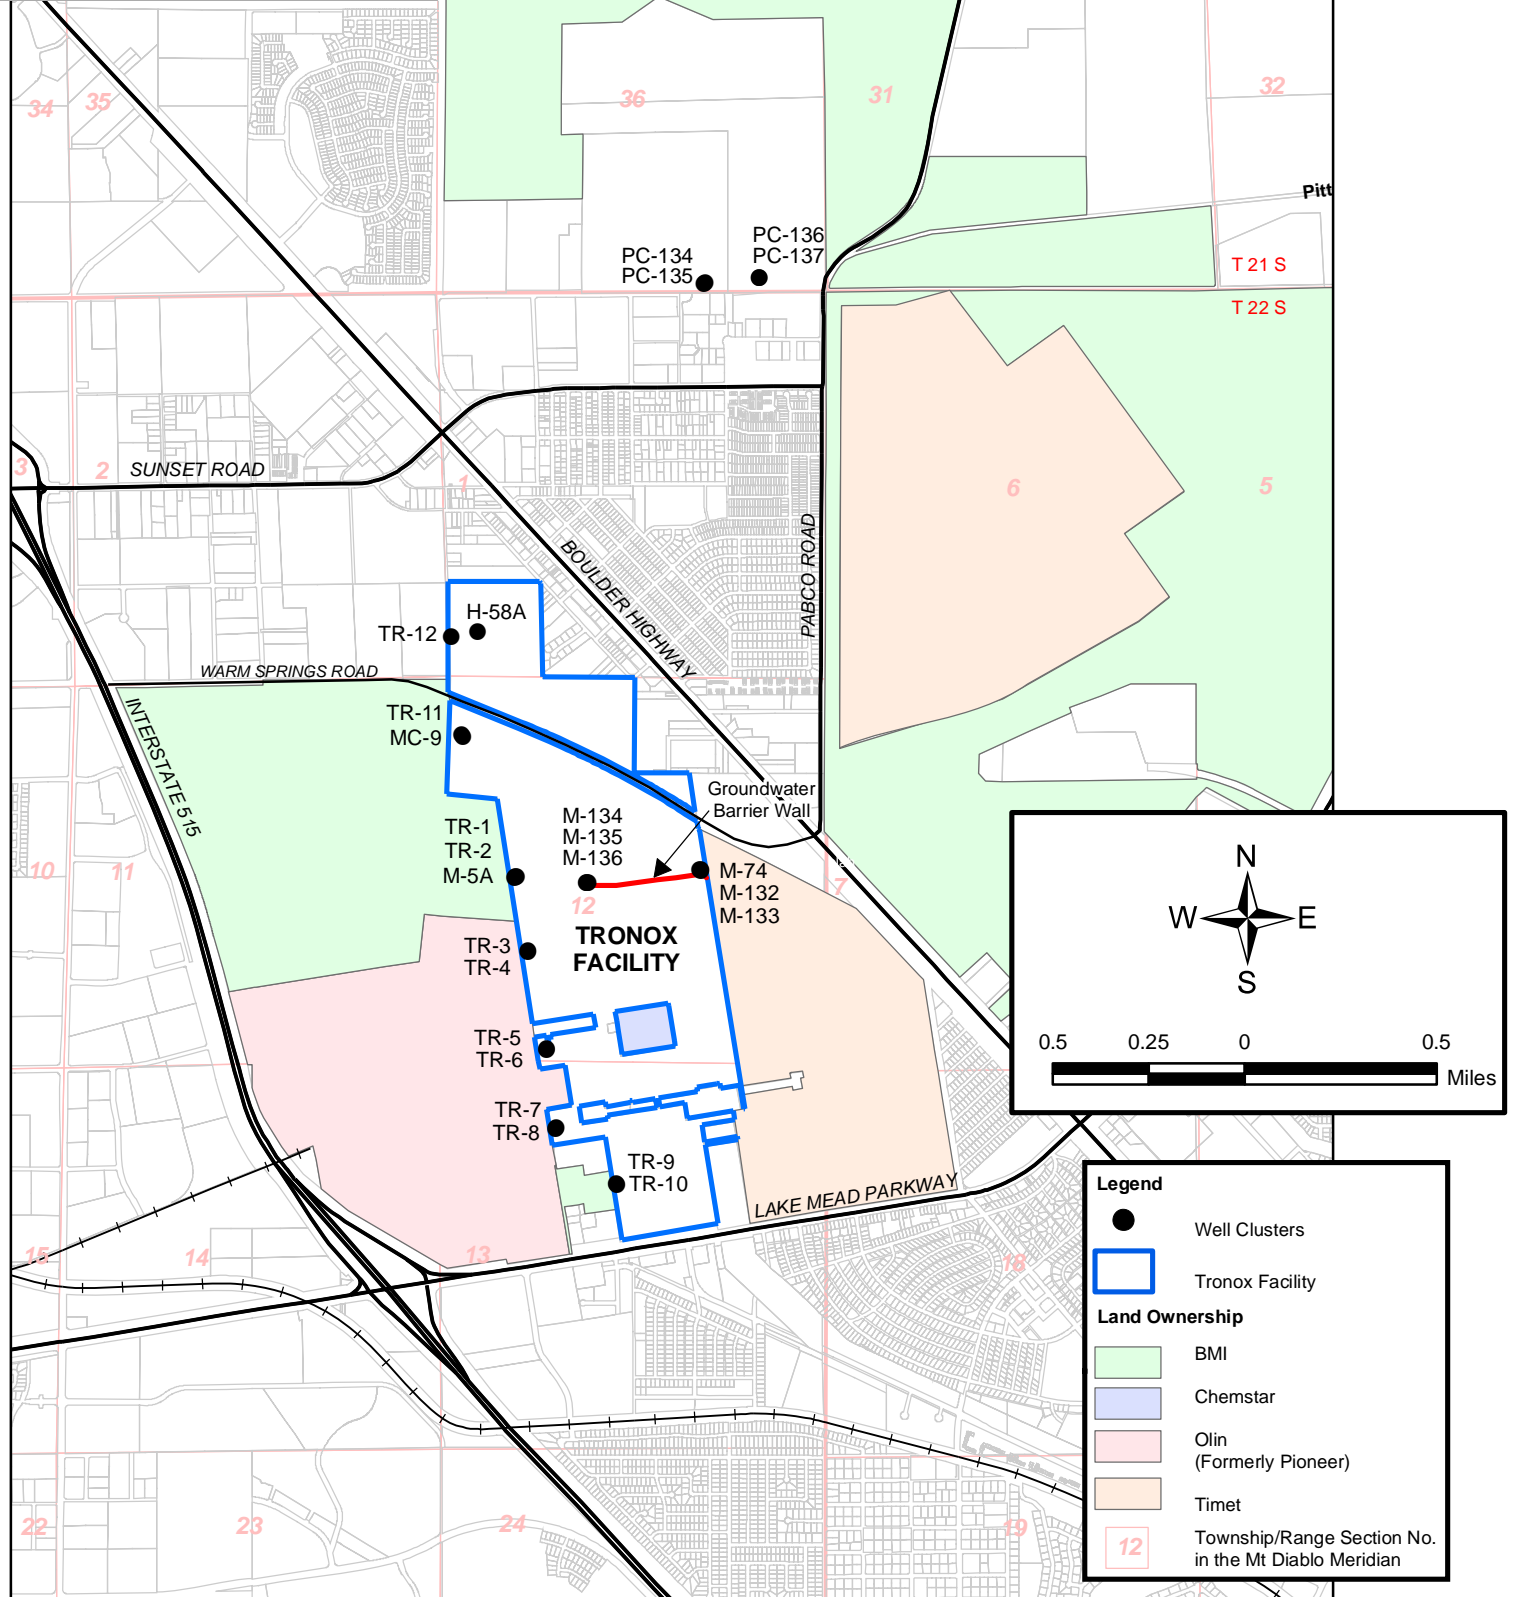 34
35
36
31
32
Pitt
PC-136
PC-137
PC-134
PC-135
T 21 S
T 22 S
3
2
SUNSET ROAD
1
6
5
BOULDER HIGHWAY
PABCO ROAD
H-58A
TR-12
WARM SPRINGS ROAD
INTERSTATE 515
TR-11
MC-9
Groundwater
Barrier Wall
TR-1
TR-2
M-5A
M-134
M-135
M-136
M-74
M-132
M-133
10
11
12
7
TRONOX
FACILITY
TR-3
TR-4
TR-5
TR-6
TR-7
TR-8
TR-9
TR-10
LAKE MEAD PARKWAY
N
W
E
S
0.5
0.25
0
0.5
Miles
15
14
13
18
22
23
24
19
Legend
Well Clusters
Tronox Facility
Land Ownership
BMI
Chemstar
Olin
(Formerly Pioneer)
Timet
12
Township/Range Section No.
in the Mt Diablo Meridian